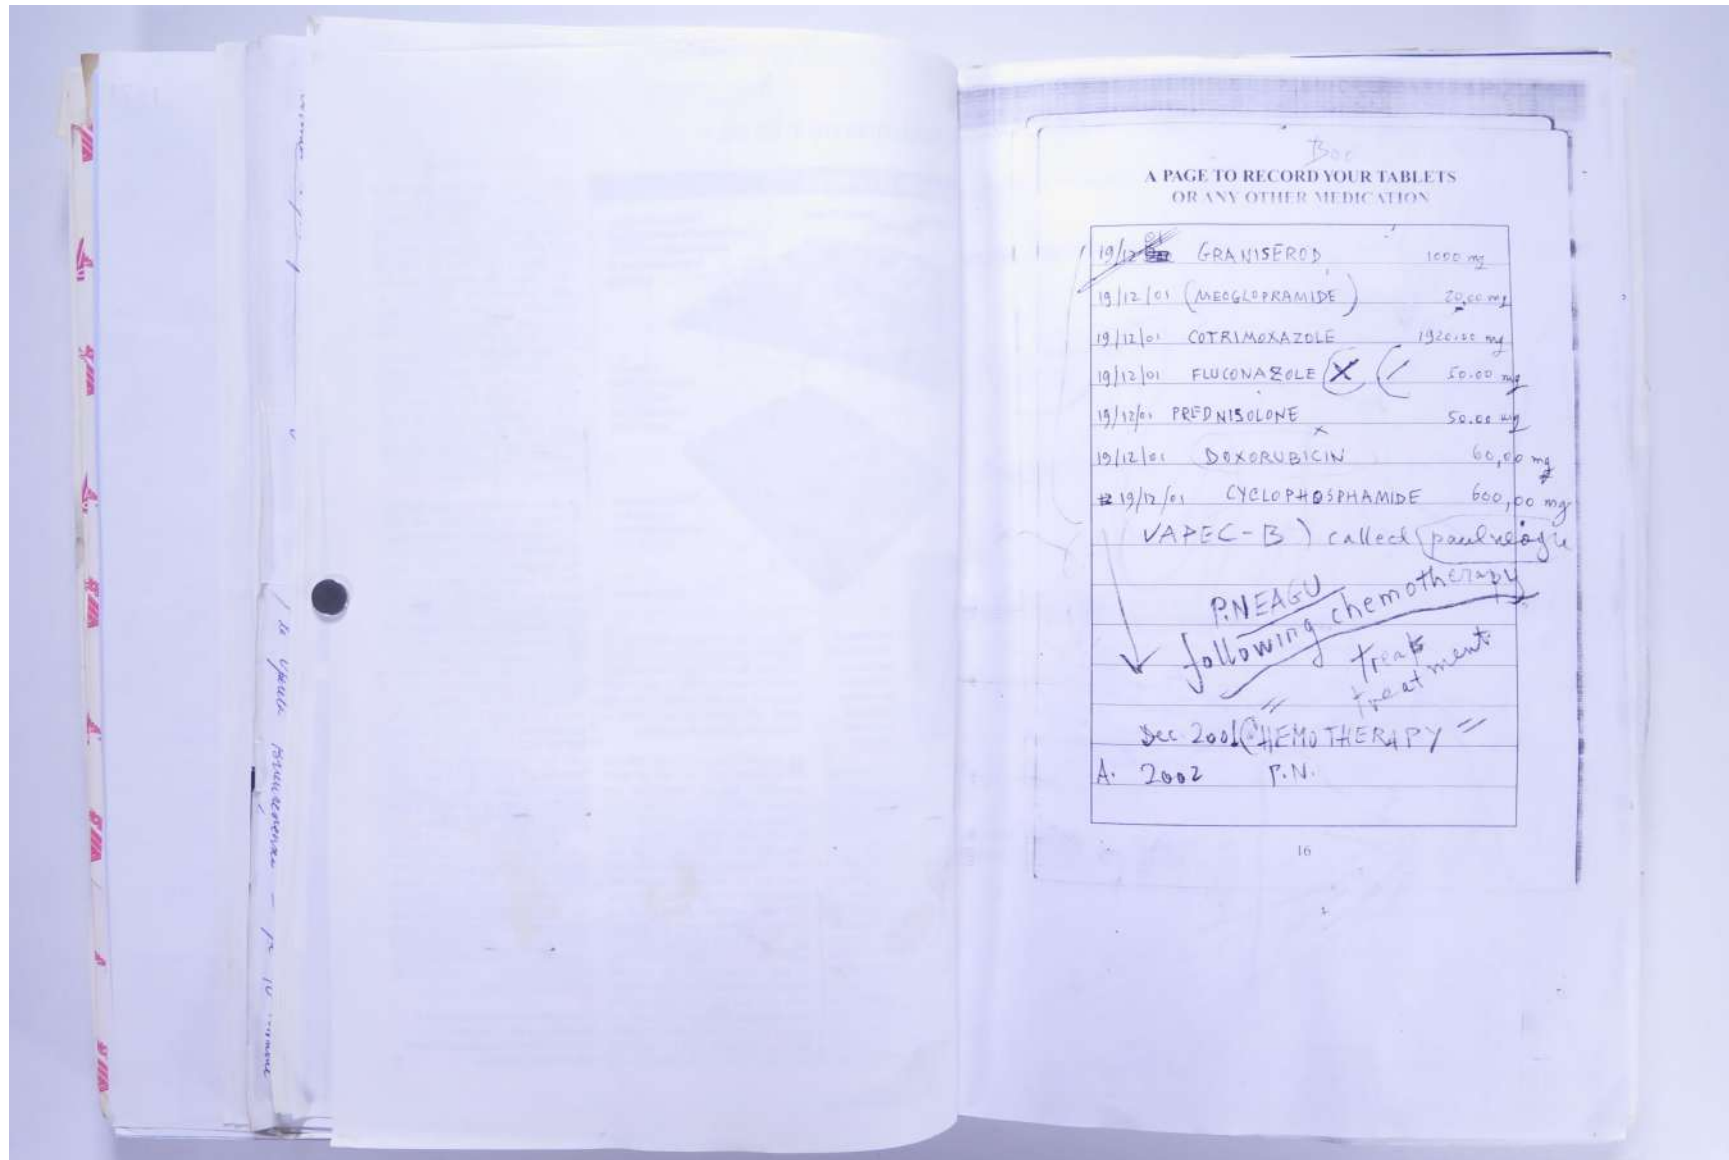 A PAGE TO RECORD YOUR TABLETS
OR ANY OTHER MEDICATION
19/12 01 GRANISEROD 1000 mg
19/12/01 (MEOGLOPRAMIDE) 20,00 mg
19/12/01 COTRIMOXAZOLE 1920.00 mg
19/12/01 FLUCONAZOLE X 50.00 mg
19/12/01 PREDNISOLONE 50.00 mg
x
19/12/01 DOXORUBICIN 60,00 mg
19/12/01 CYCLOPHOSPHAMIDE 600,00 mg
VAPEC-B) called
P.NEAGU
following chemotherapy
treat
treatment
Dec. 2001 CHEMOTHERAPY =
A. 2002 P.N.
16